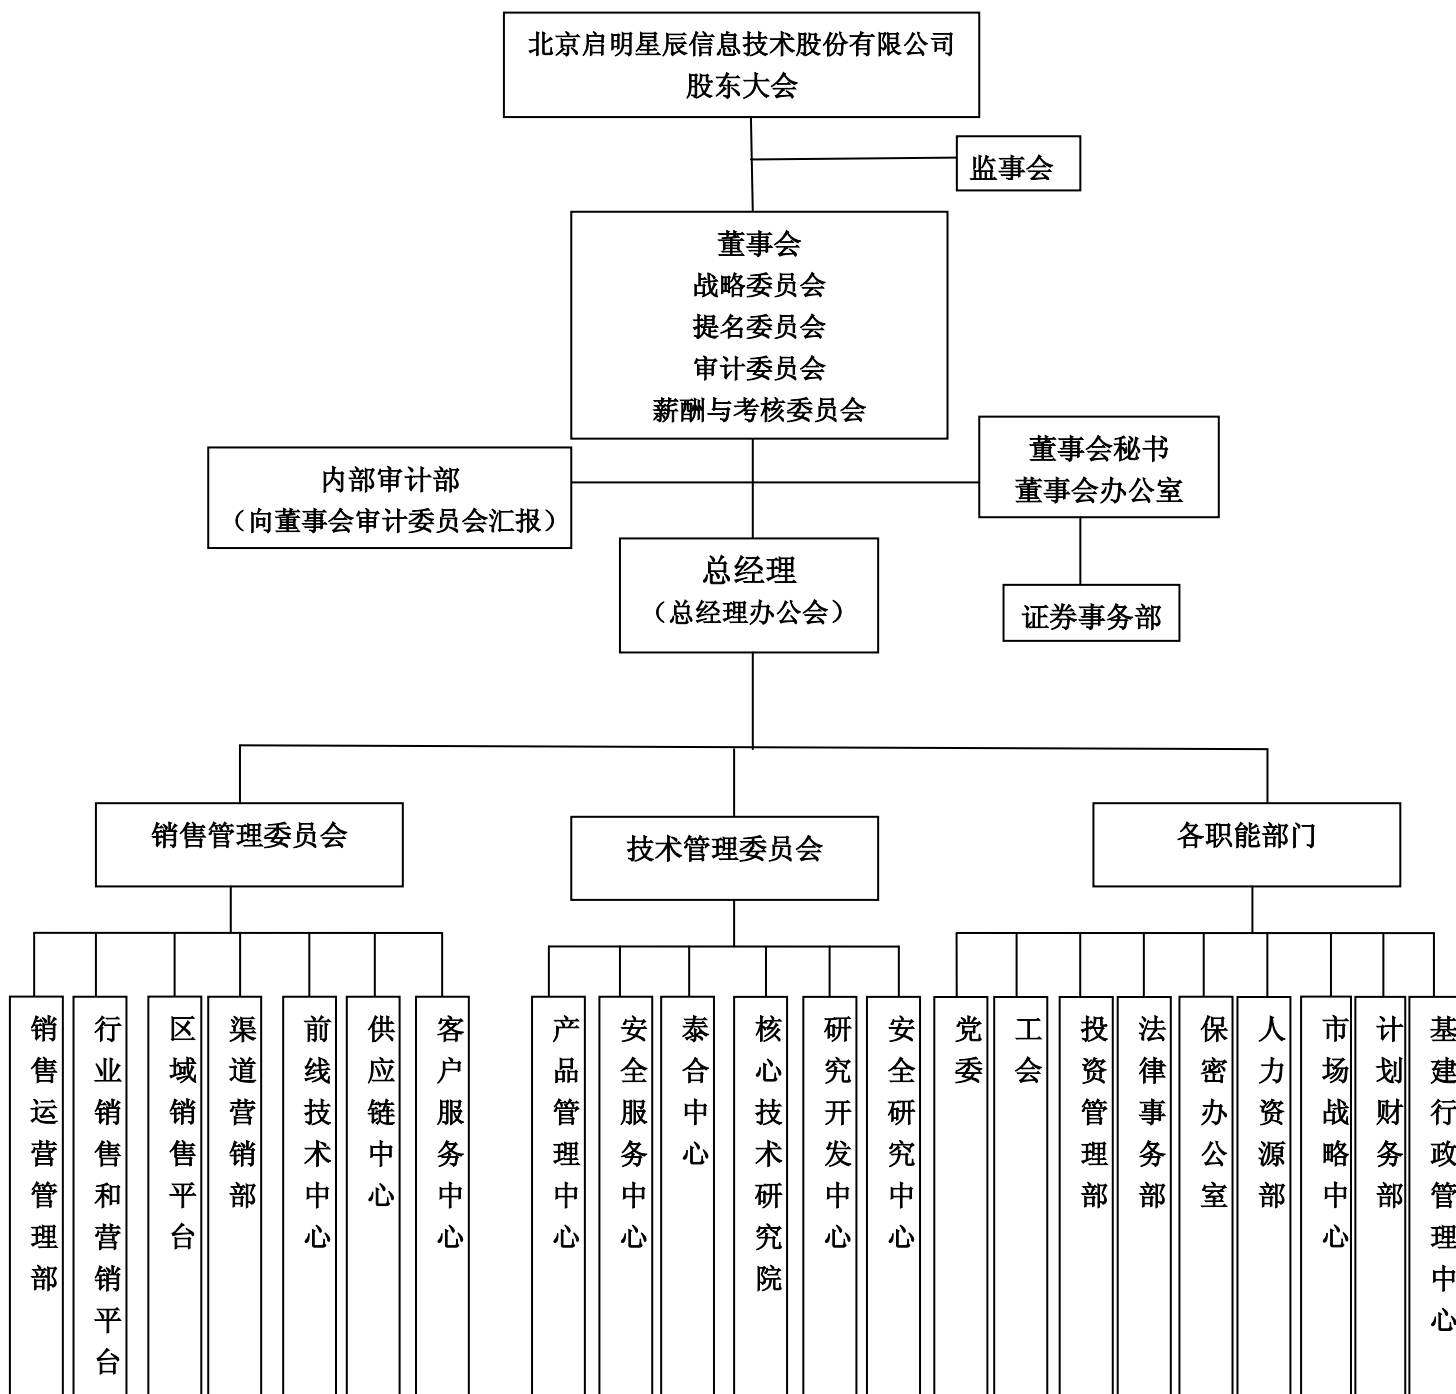 北京启明星辰信息技术股份有限公司
股东大会
监事会
董事会
战略委员会
提名委员会
审计委员会
薪酬与考核委员会
内部审计部
（向董事会审计委员会汇报）
董事会秘书
董事会办公室
总经理
（总经理办公会）
证券事务部
销售管理委员会
技术管理委员会
各职能部门
销售运营管理部
行业销售和营销平台
区域销售平台
渠道营销部
前线技术中心
供应链中心
客户服务中心
产品管理中心
安全服务中心
泰合中心
核心技术研究院
研究开发中心
安全研究中心
党委
工会
投资管理部
法律事务部
保密办公室
人力资源部
市场战略中心
计划财务部
基建行政管理中心